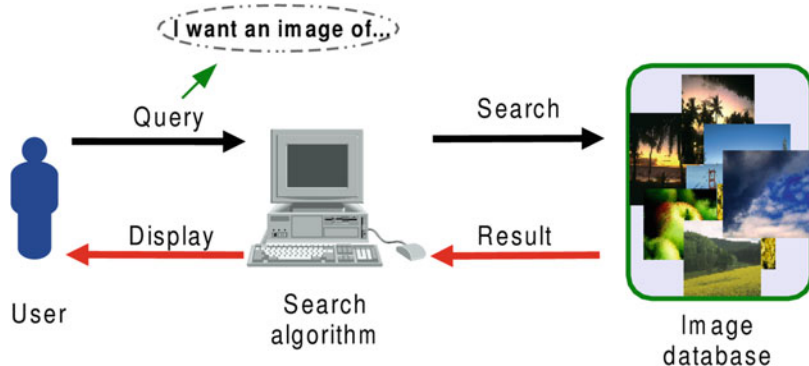 I want an image of...
Query
Search
Display
Result
User
Search
algorithm
Image
database